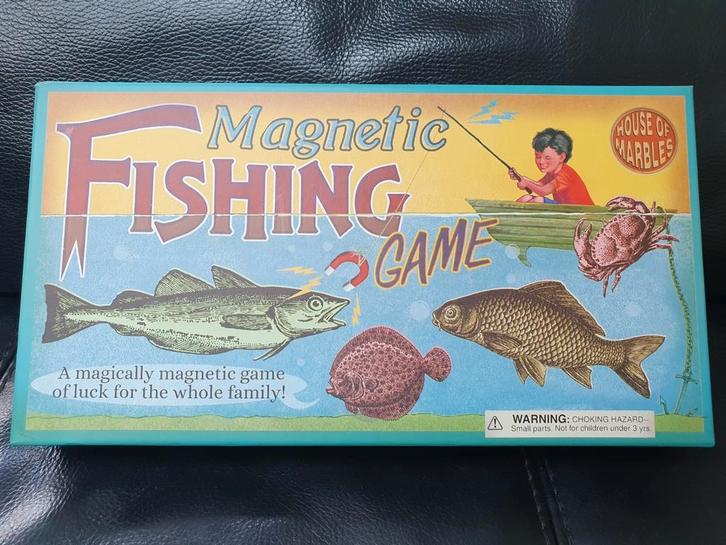 Magnetic
FISHING
GAME
HOUSE OF
MARBLES
A magically magnetic game
of luck for the whole family!
WARNING: CHOKING HAZARD--
Small parts. Not for children under 3 yrs.